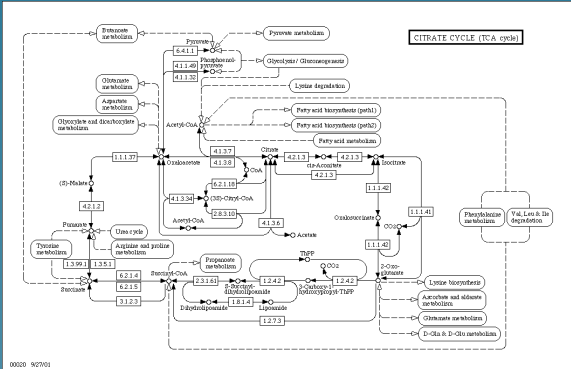 CITRATE CYCLE (TCA cycle)
Butanoate
metabolism
Pyruvate
Pyruvate metabolism
6.4.1.1
Phosphoenol-
pyruvate
4.1.1.49
4.1.1.32
Glycolysis / Gluconeogenesis
Glutamate
metabolism
Aspartate
metabolism
Glyoxylate and dicarboxylate
metabolism
Lysine degradation
Acetyl-CoA
Fatty acid biosynthesis (path1)
Fatty acid biosynthesis (path2)
Fatty acid metabolism
1.1.1.37
Oxaloacetate
4.1.3.7
4.1.3.8
Citrate
4.2.1.3
cis-Aconitate
4.2.1.3
4.2.1.3
Isocitrate
CoA
(S)-Malate
6.2.1.18
4.1.3.34
(3S)-Citryl-CoA
2.8.3.10
Acetyl-CoA
4.1.3.6
Acetate
1.1.1.42
Oxalosuccinate
1.1.1.41
CO2
1.1.1.42
4.2.1.2
Fumarate
Urea cycle
Tyrosine
metabolism
Arginine and proline
metabolism
1.3.99.1
1.3.5.1
Phenylalanine
metabolism
Val, Leu & Ile
degradation
Succinate
6.2.1.4
6.2.1.5
3.1.2.3
Succinyl-CoA
Propanoate
metabolism
2.3.1.61
S-Succinyl-
dihydrolipoamide
1.2.4.2
ThPP
CO2
3-Carboxy-1-
hydroxypropyl-ThPP
1.2.4.2
2-Oxo-
glutarate
Dihydrolipoamide
1.8.1.4
Lipoamide
1.2.7.3
Lysine biosynthesis
Ascorbate and aldarate
metabolism
Glutamate metabolism
D-Gln & D-Glu metabolism
00020 9/27/01